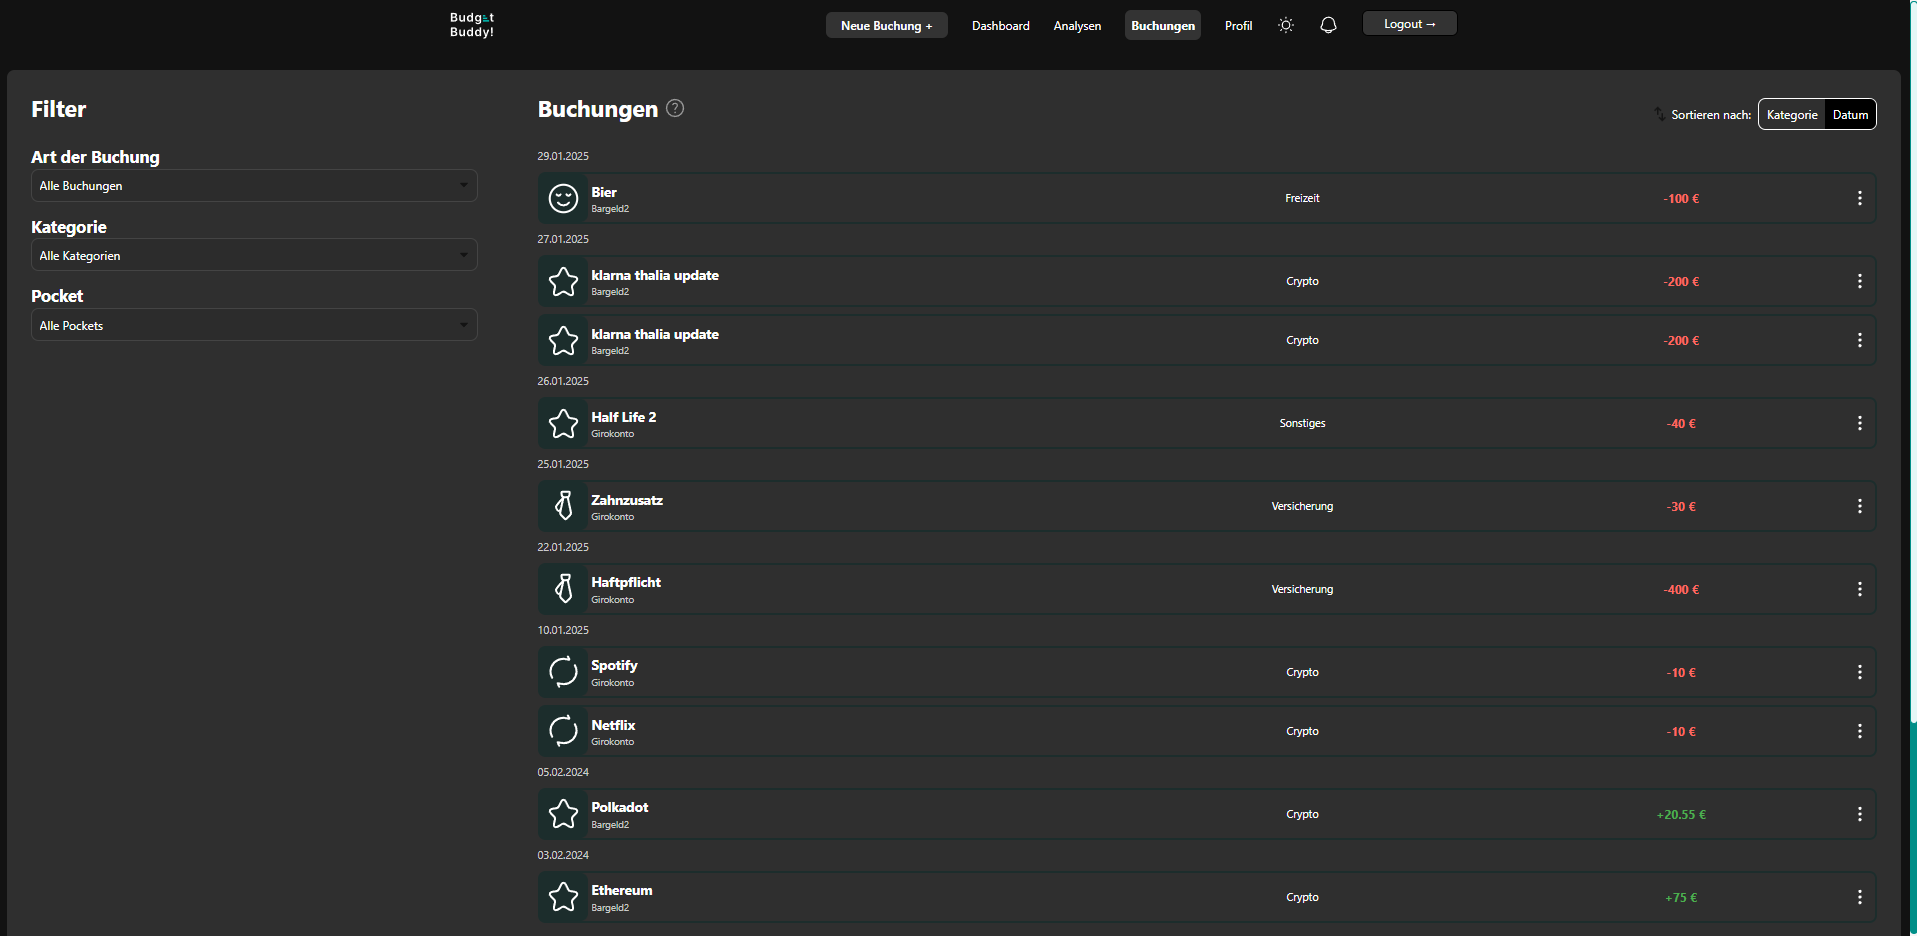 Budget
Buddy!
Neue Buchung +
Dashboard
Analysen
Buchungen
Profil
Logout →
Filter
Art der Buchung
Alle Buchungen
Kategorie
Alle Kategorien
Pocket
Alle Pockets
Buchungen ?
Sortieren nach: Kategorie Datum
29.01.2025
Bier
Bargeld2
Freizeit
-100 €
27.01.2025
klarna thalia update
Bargeld2
Crypto
-200 €
klarna thalia update
Bargeld2
Crypto
-200 €
26.01.2025
Half Life 2
Girokonto
Sonstiges
-40 €
25.01.2025
Zahnzusatz
Girokonto
Versicherung
-30 €
22.01.2025
Haftpflicht
Girokonto
Versicherung
-400 €
10.01.2025
Spotify
Girokonto
Crypto
-10 €
Netflix
Girokonto
Crypto
-10 €
05.02.2024
Polkadot
Bargeld2
Crypto
+20.55 €
03.02.2024
Ethereum
Bargeld2
Crypto
+75 €